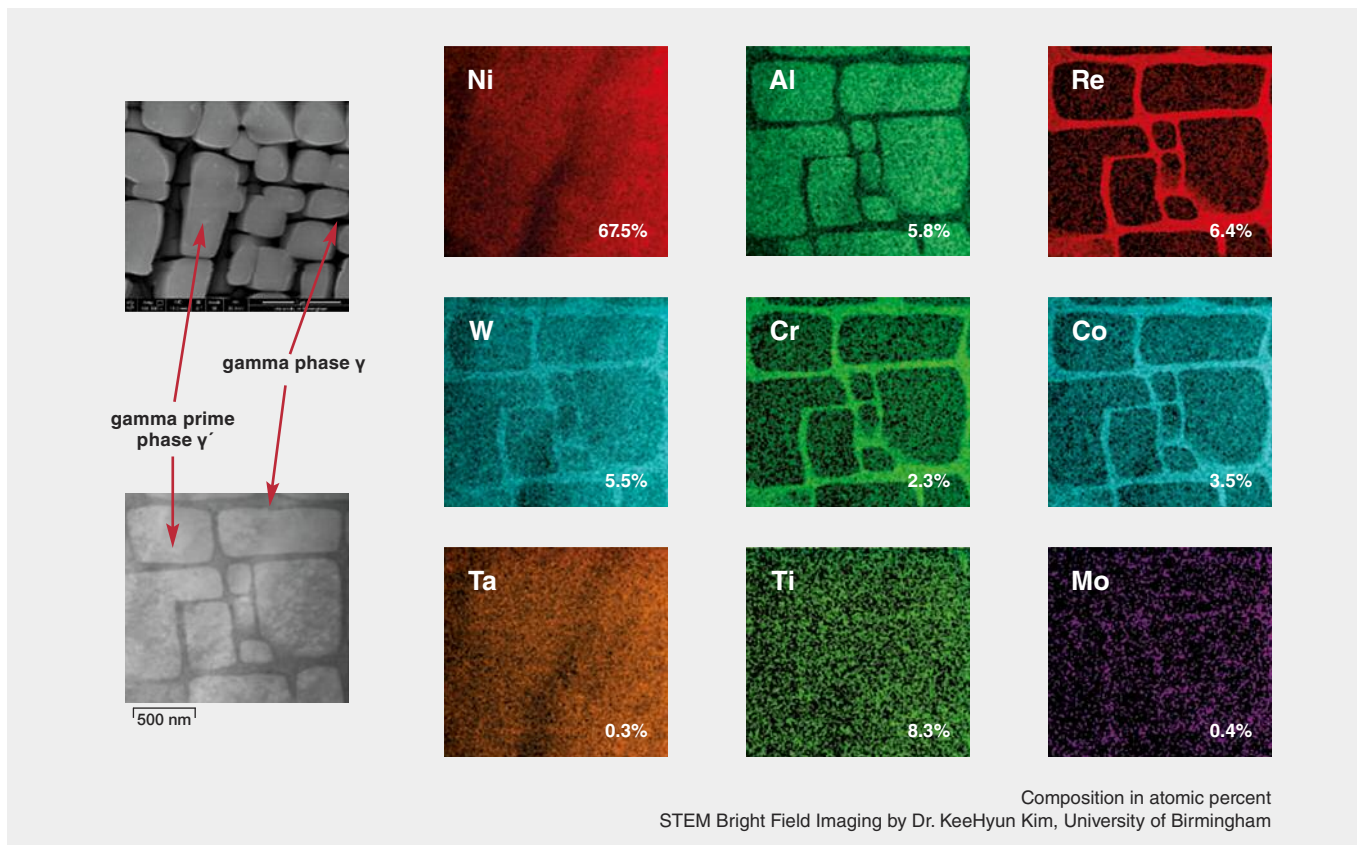 gamma phase γ
gamma prime
phase γ´
500 nm
Ni
67.5%
Al
5.8%
Re
6.4%
W
5.5%
Cr
2.3%
Co
3.5%
Ta
0.3%
Ti
8.3%
Mo
0.4%
Composition in atomic percent
STEM Bright Field Imaging by Dr. KeeHyun Kim, University of Birmingham